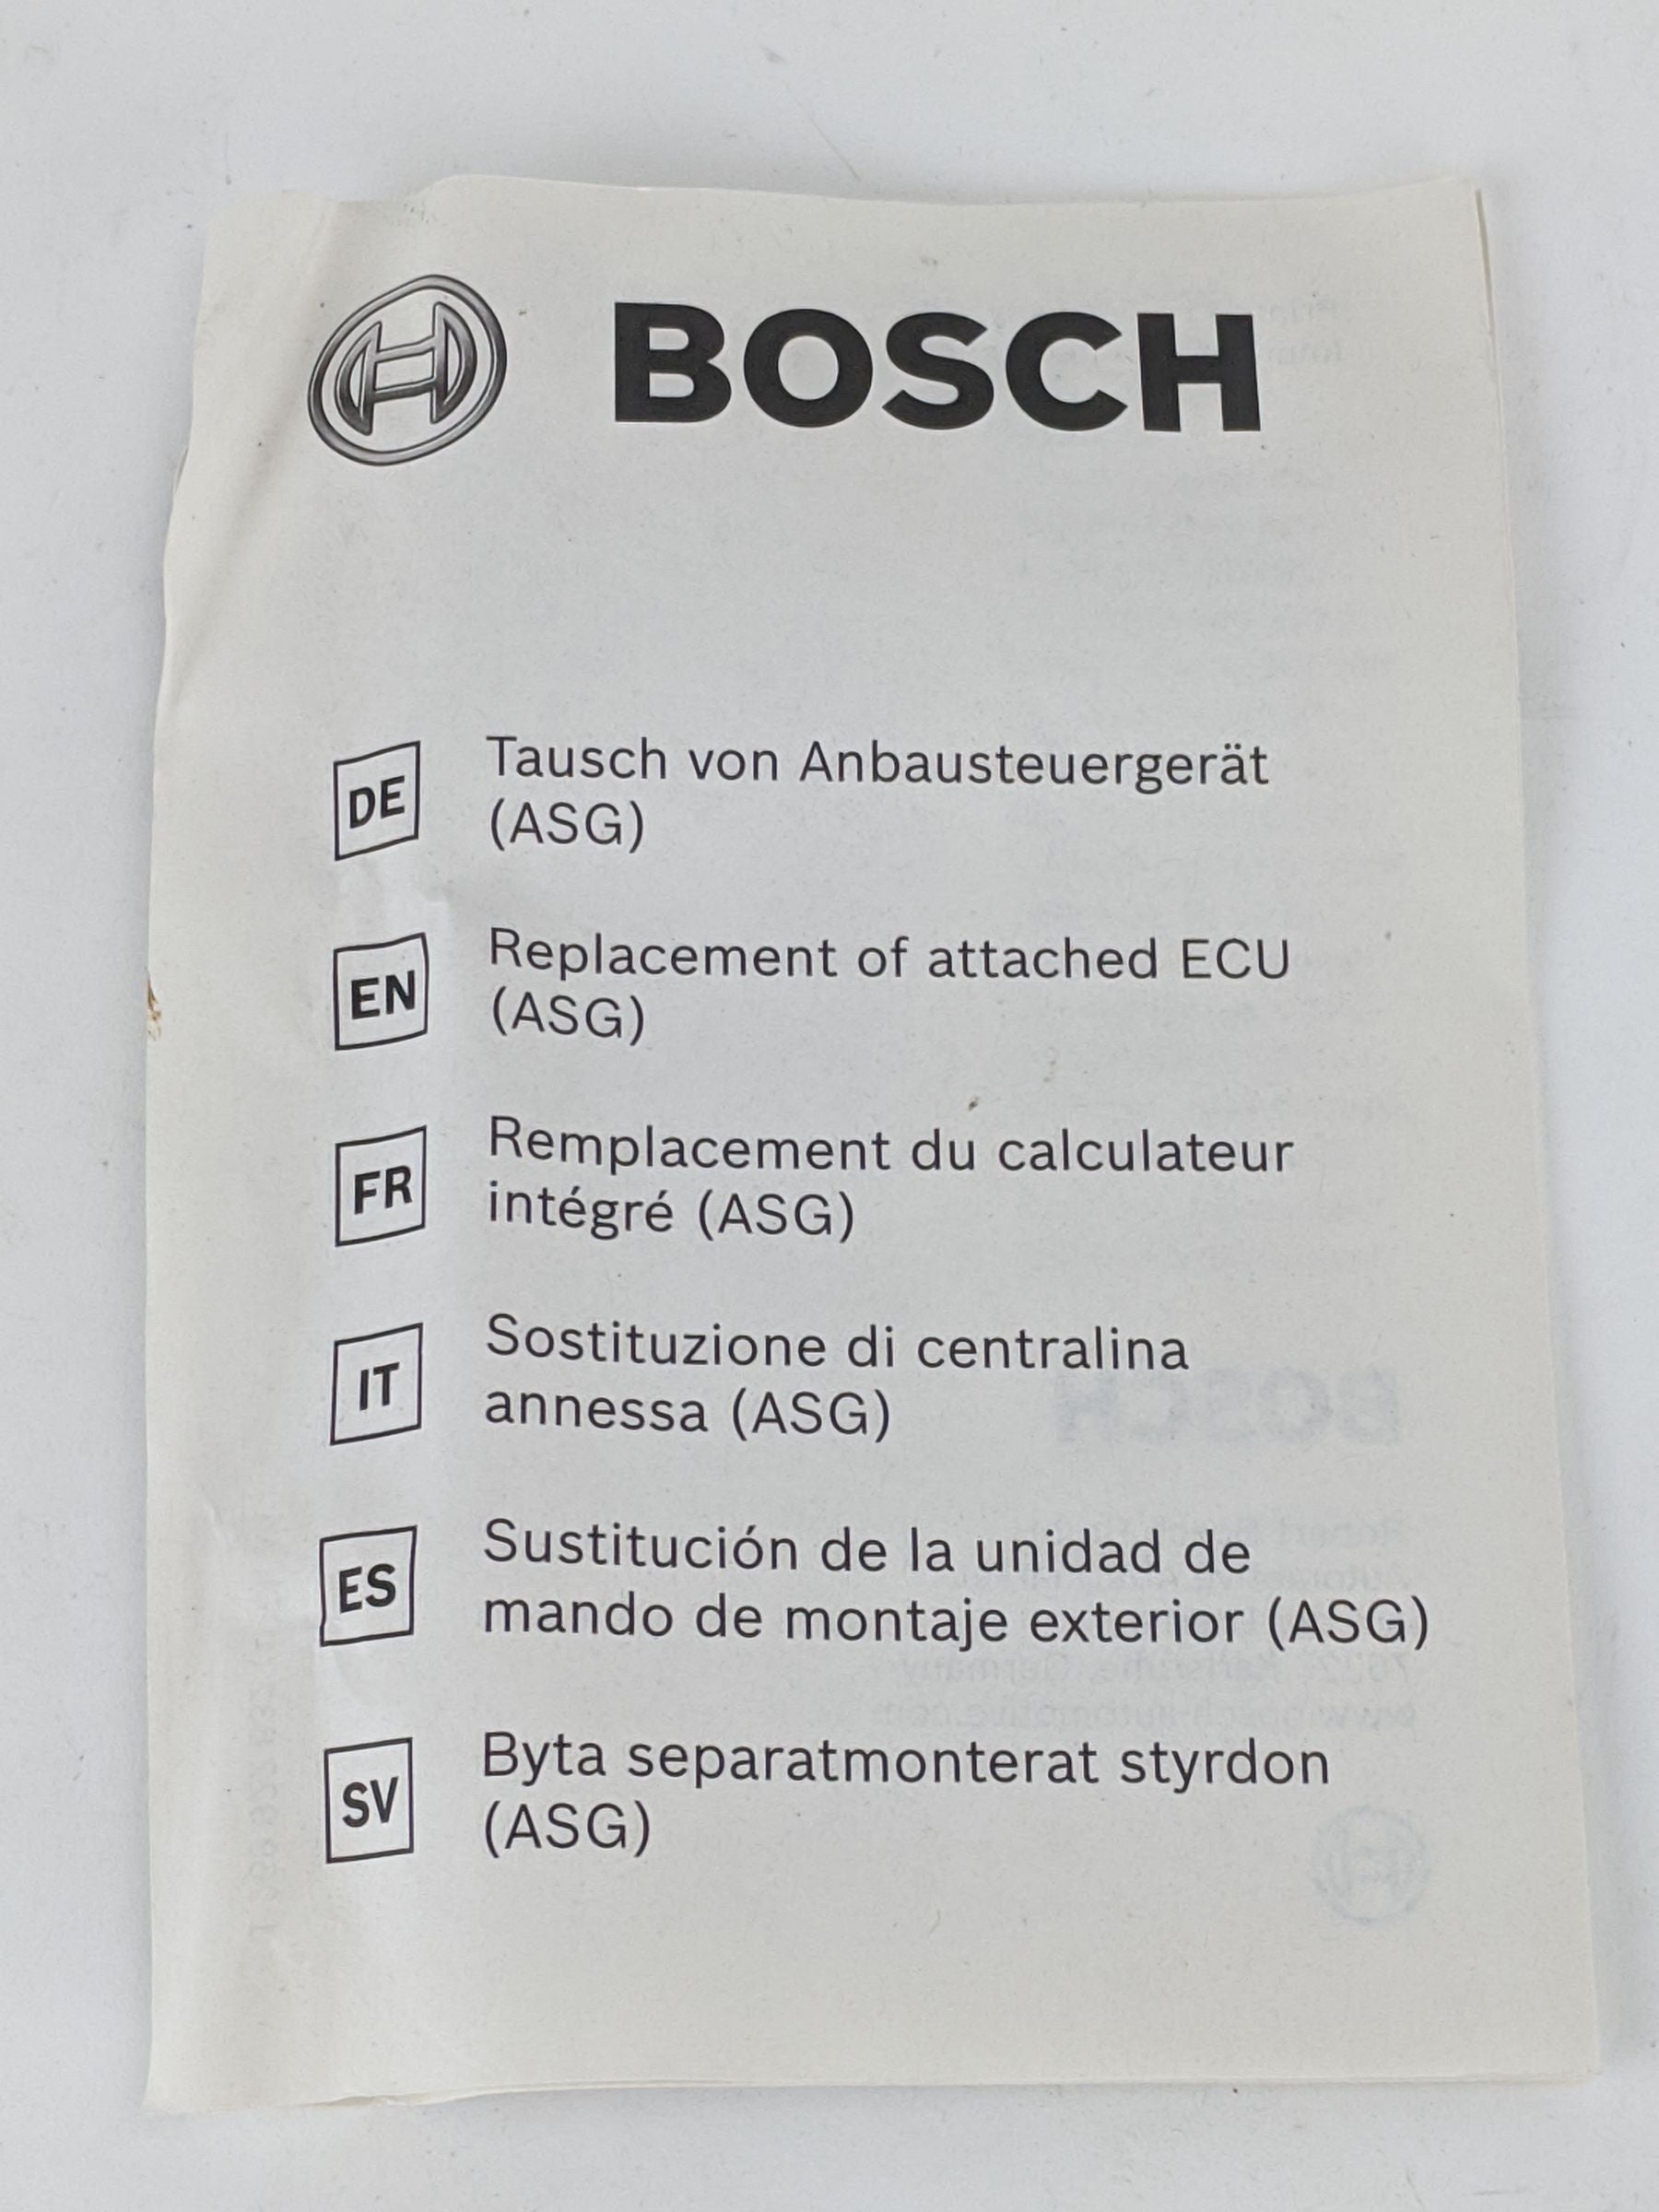 BOSCH
DE
Tausch von Anbausteuergerät
(ASG)
EN
Replacement of attached ECU
(ASG)
FR
Remplacement du calculateur
intégré (ASG)
IT
Sostituzione di centralina
annessa (ASG)
ES
Sustitución de la unidad de
mando de montaje exterior (ASG)
SV
Byta separatmonterat styrdon
(ASG)